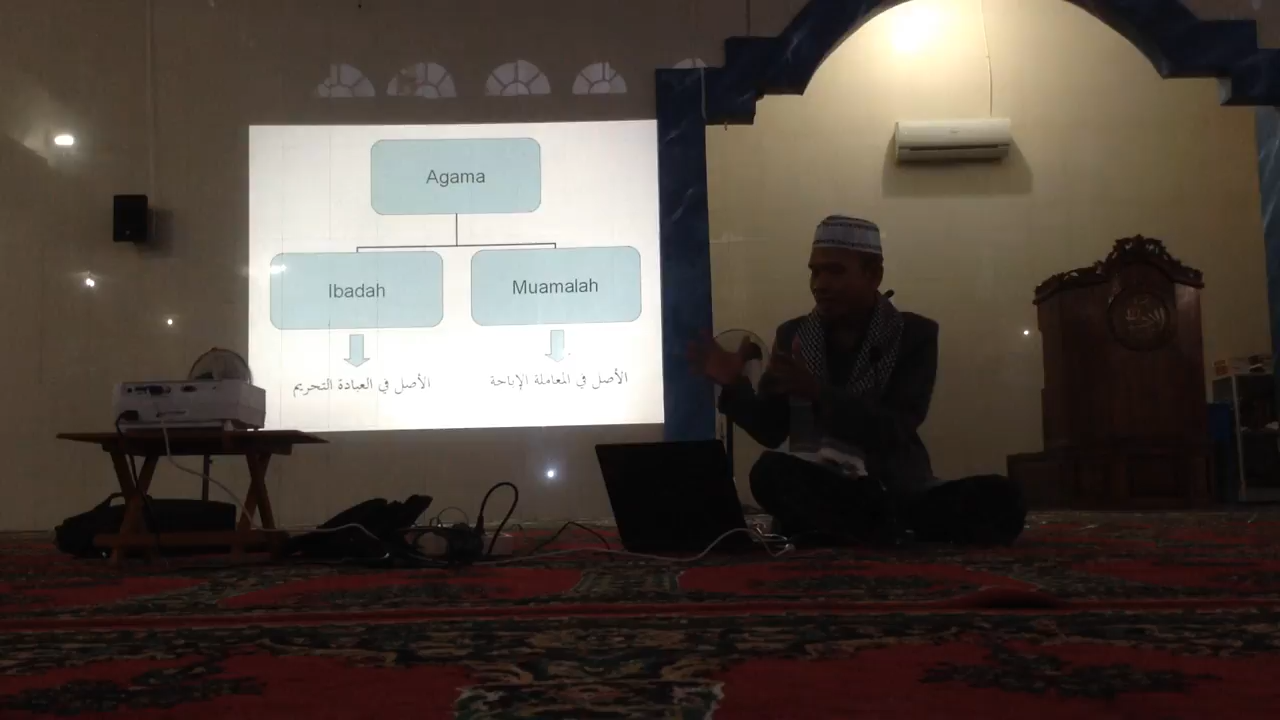 Agama
Ibadah
Muamalah
الأصل في العبادة التحريم
الأصل في المعاملة الإباحة